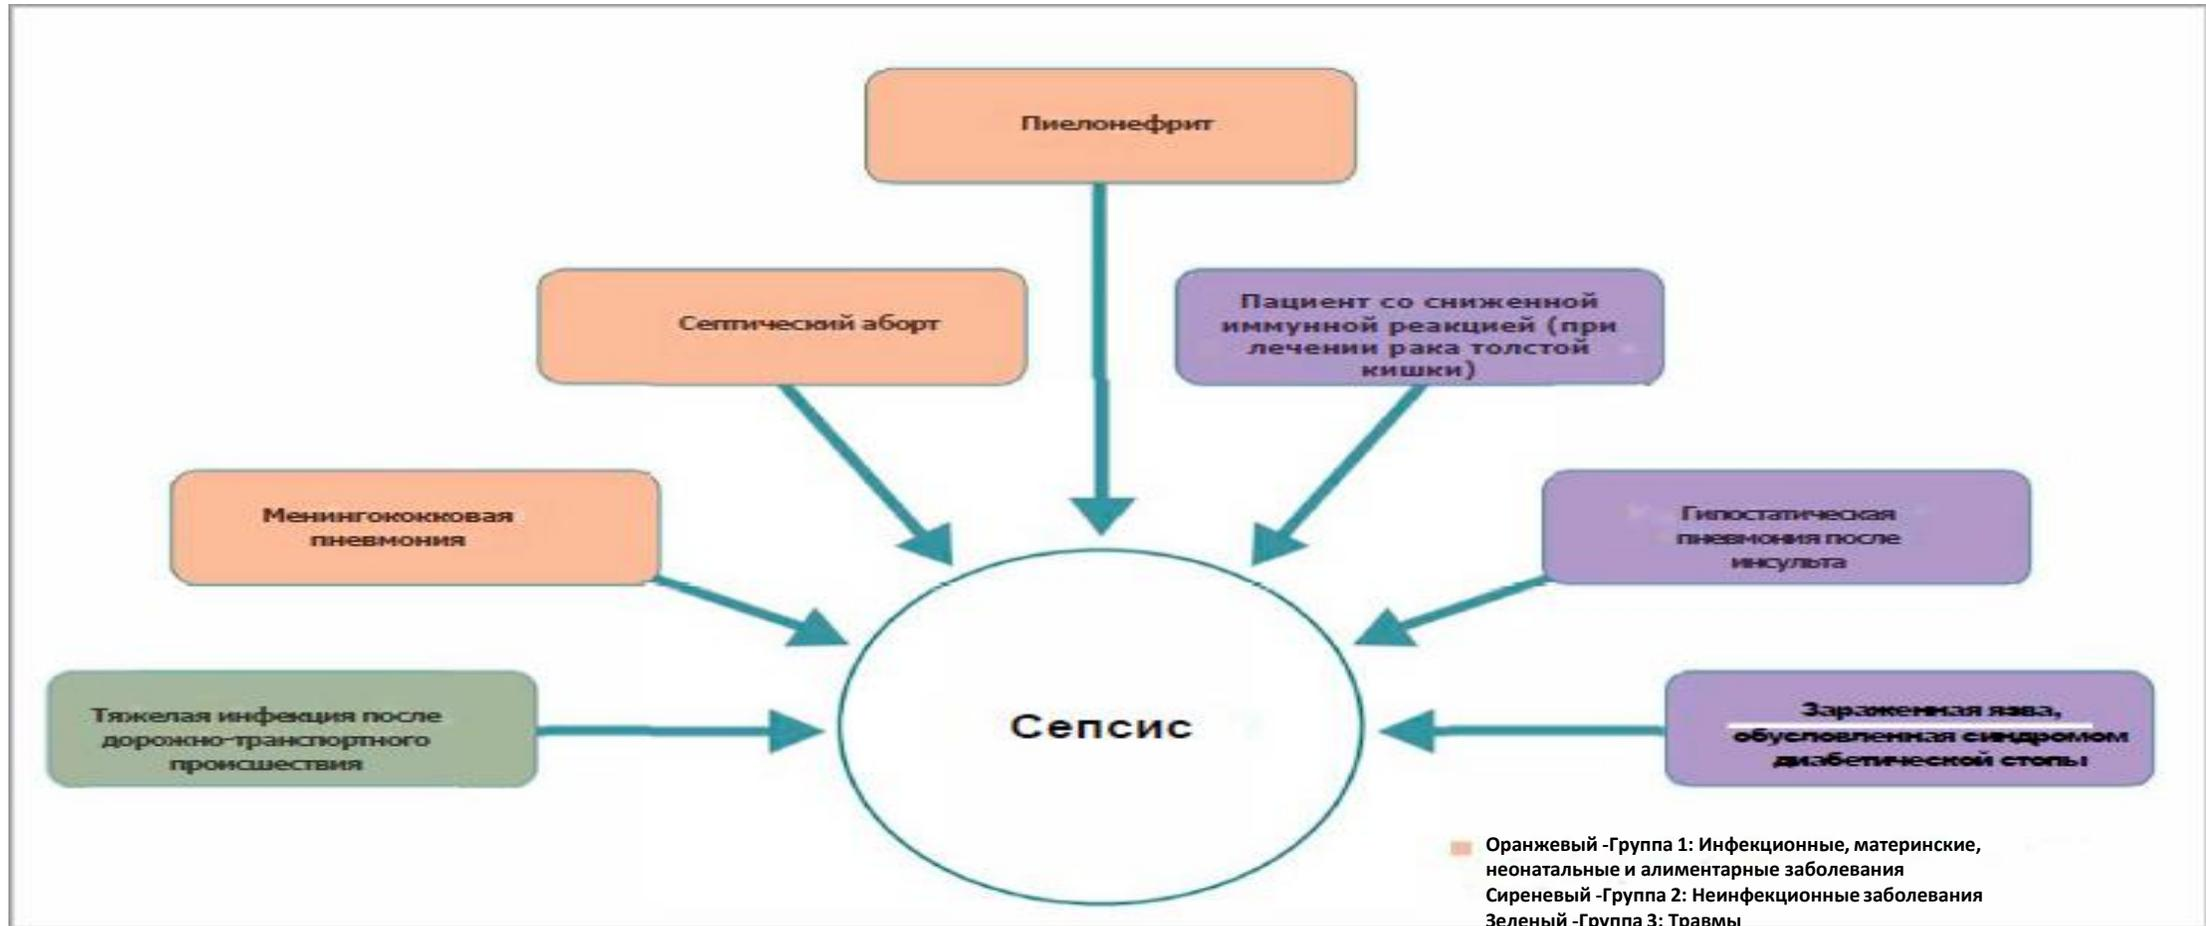 Пиелонефрит
Септический аборт
Пациент со сниженной
иммунной реакцией (при
лечении рака толстой
кишки)
Менингококковая
пневмония
Гипостатическая
пневмония после
инсульта
Тяжелая инфекция после
дорожно-транспортного
происшествия
Сепсис
Зараженная язва,
обусловленная синдромом
диабетической стопы
Оранжевый -Группа 1: Инфекционные, материнские,
неонатальные и алиментарные заболевания
Сиреневый -Группа 2: Неинфекционные заболевания
Зеленый -Группа 3: Травмы